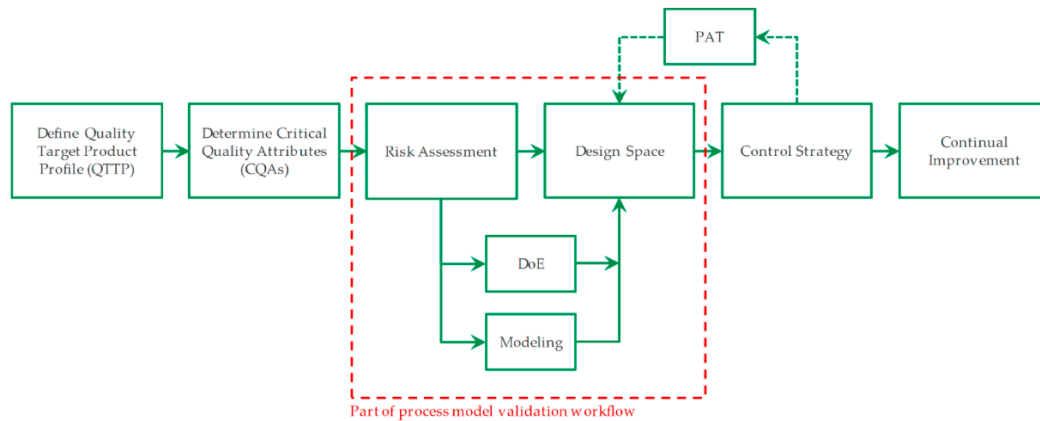 PAT
Define Quality
Target Product
Profile (QTTP)
Determine Critical
Quality Attributes
(CQAs)
Risk Assessment
Design Space
Control Strategy
Continual
Improvement
DoE
Modeling
Part of process model validation workflow